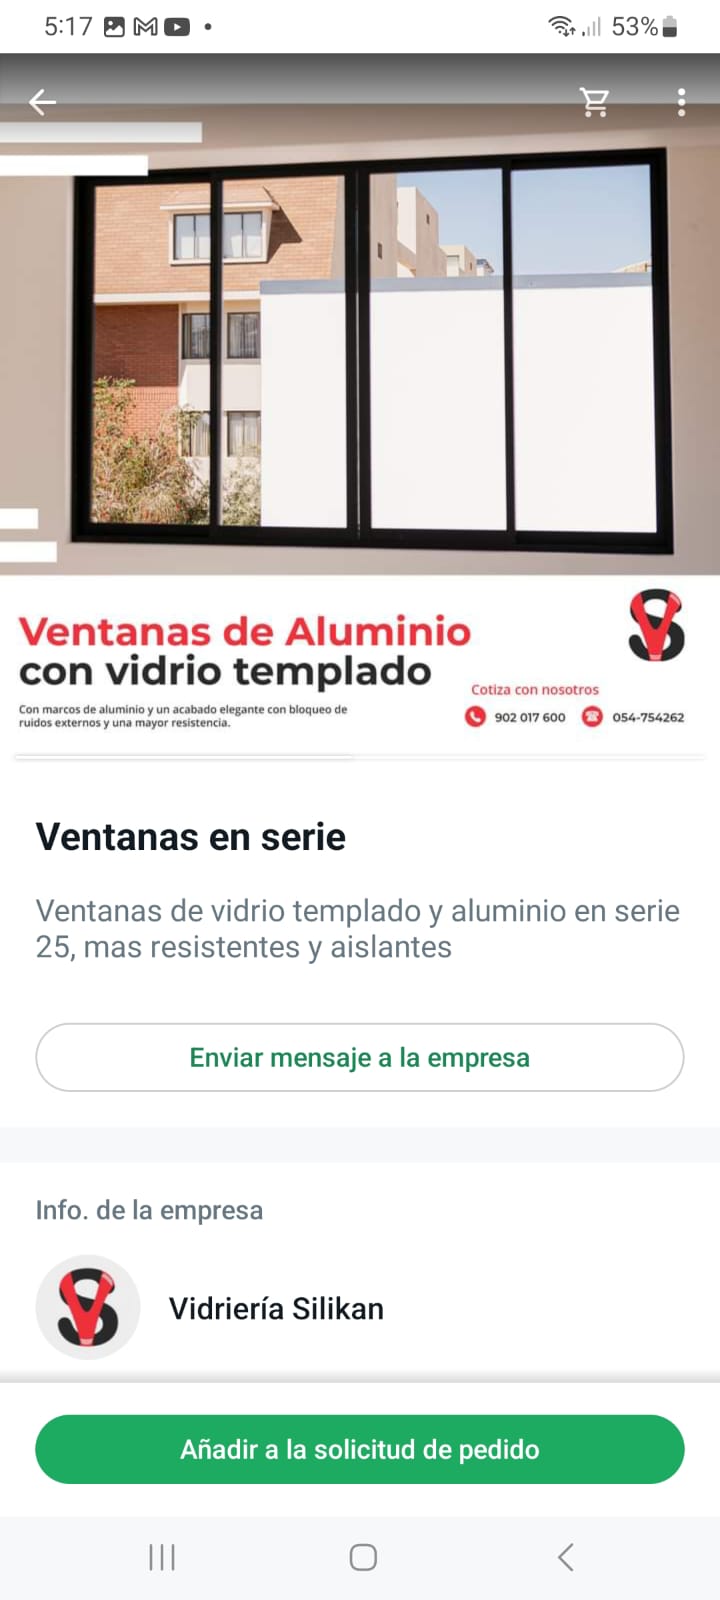 5:17
53%
Ventanas de Aluminio
con vidrio templado
Con marcos de aluminio y un acabado elegante con bloqueo de
ruidos externos y una mayor resistencia.
Cotiza con nosotros
902 017 600 054-754262
Ventanas en serie
Ventanas de vidrio templado y aluminio en serie
25, mas resistentes y aislantes
Enviar mensaje a la empresa
Info. de la empresa
Vidriería Silikan
Añadir a la solicitud de pedido